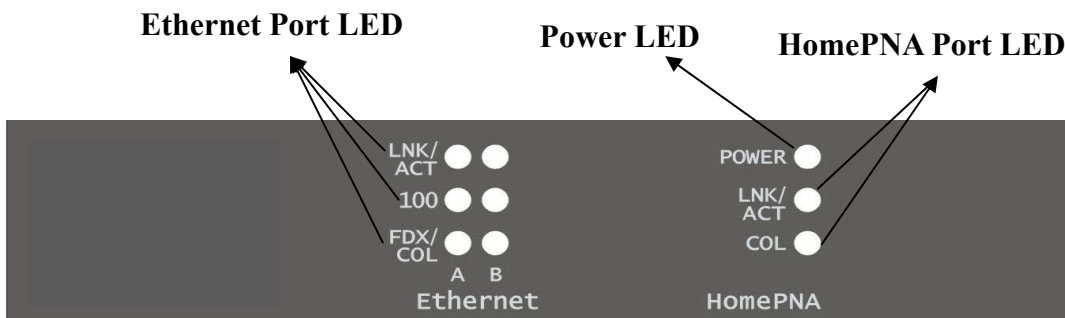 Ethernet Port LED
Power LED
HomePNA Port LED
LNK/
ACT
POWER
100
LNK/
ACT
FDX/
COL
COL
A B
Ethernet
HomePNA